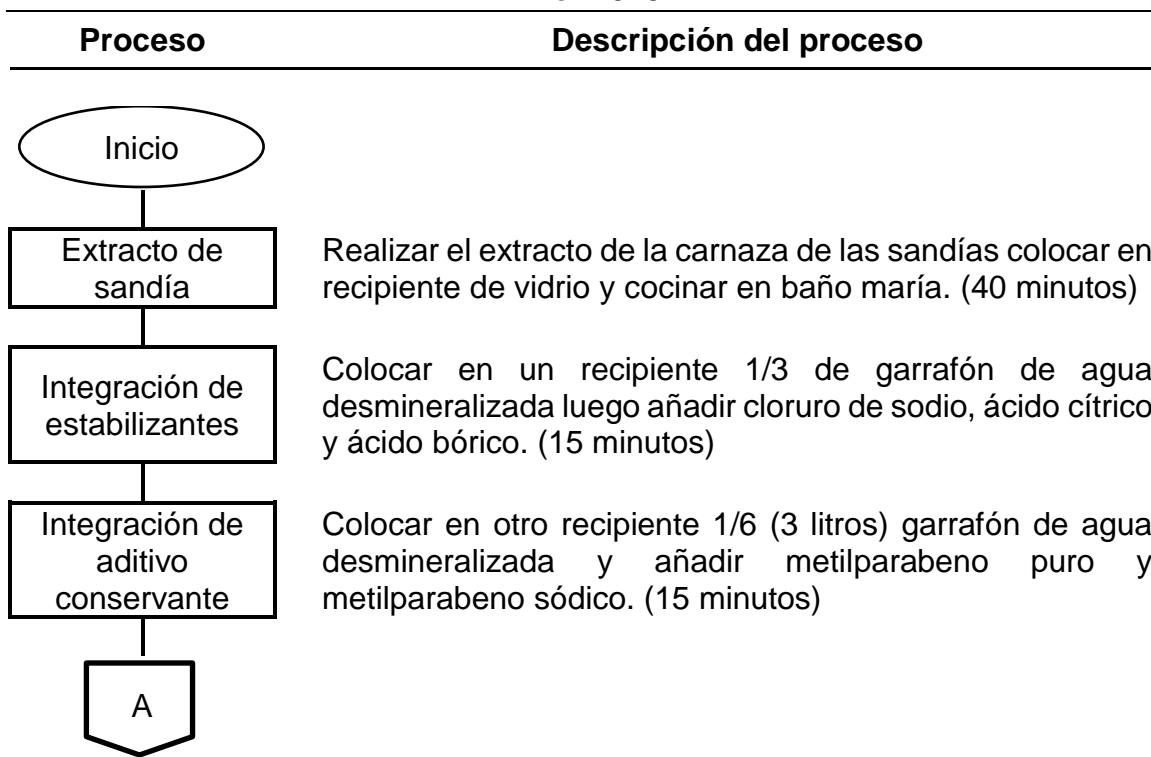 Proceso Descripción del proceso
Inicio
Extracto de
sandía
Realizar el extracto de la carnaza de las sandías colocar en
recipiente de vidrio y cocinar en baño maría. (40 minutos)
Integración de
estabilizantes
Colocar en un recipiente 1/3 de garrafón de agua
desmineralizada luego añadir cloruro de sodio, ácido cítrico
y ácido bórico. (15 minutos)
Integración de
aditivo
conservante
Colocar en otro recipiente 1/6 (3 litros) garrafón de agua
desmineralizada y añadir metilparabeno puro y
metilparabeno sódico. (15 minutos)
A